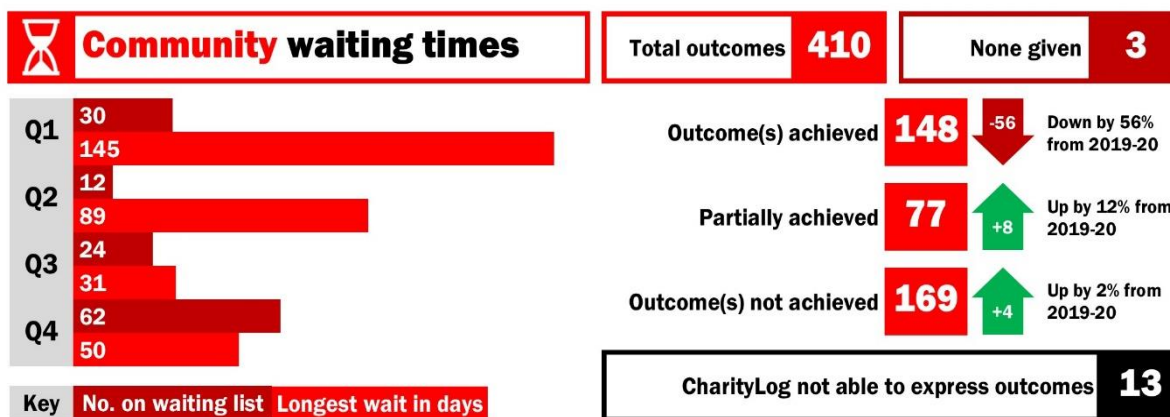 Community waiting times
Q1
30
145
Q2
12
89
Q3
24
31
Q4
62
50
Key No. on waiting list Longest wait in days
Total outcomes 410
None given 3
Outcome(s) achieved 148 -56 Down by 56%
from 2019-20
Partially achieved 77 +8 Up by 12% from
2019-20
Outcome(s) not achieved 169 +4 Up by 2% from
2019-20
CharityLog not able to express outcomes 13